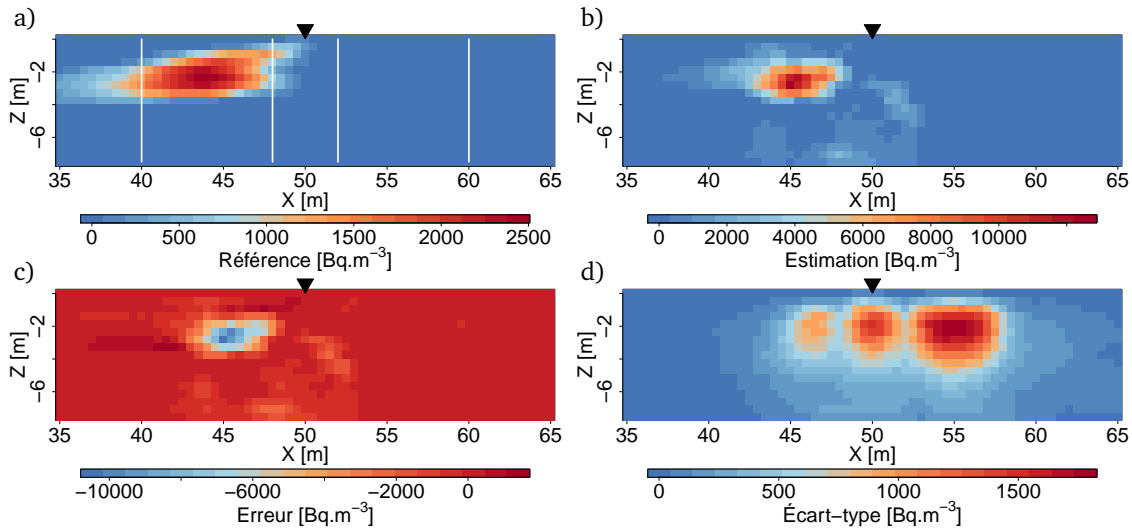 a)
Z [m]
−2
−6
35 40 45 50 55 60 65
X [m]
0 500 1000 1500 2000 2500
Référence [Bq.m⁻³]
b)
Z [m]
−2
−6
35 40 45 50 55 60 65
X [m]
0 2000 4000 6000 8000 10000
Estimation [Bq.m⁻³]
c)
Z [m]
−2
−6
35 40 45 50 55 60 65
X [m]
−10000 −6000 −2000 0
Erreur [Bq.m⁻³]
d)
Z [m]
−2
−6
35 40 45 50 55 60 65
X [m]
0 500 1000 1500
Écart−type [Bq.m⁻³]